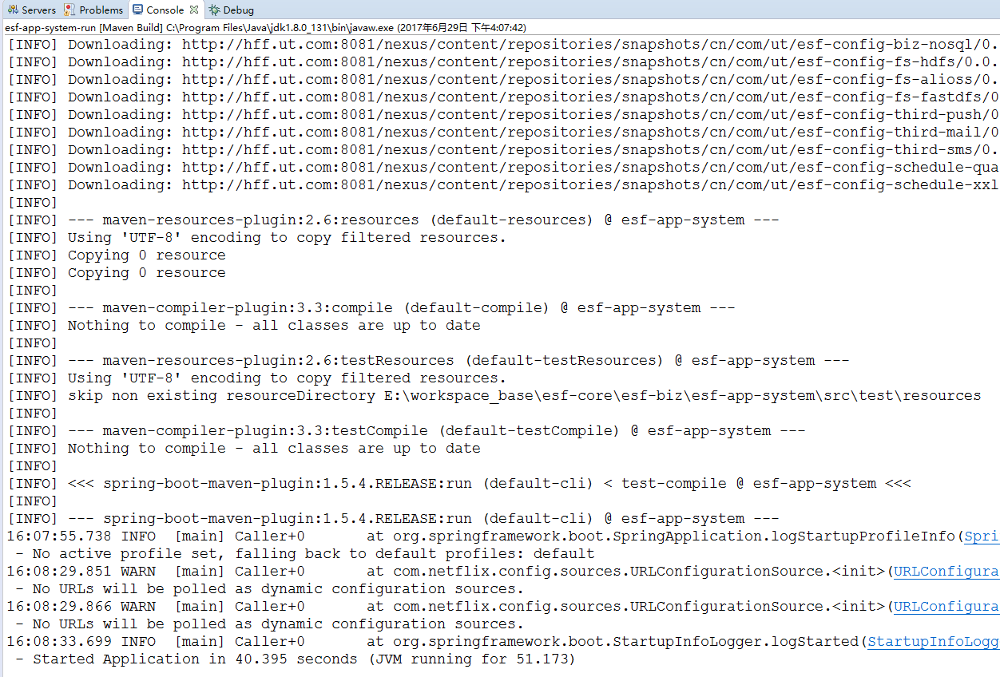 Servers Problems Console Debug
esf-app-system-run [Maven Build] C:\Program Files\Java\jdk1.8.0_131\bin\javaw.exe (2017年6月29日 下午4:07:42)
[INFO] Downloading: http://hff.ut.com:8081/nexus/content/repositories/snapshots/cn/com/ut/esf-config-biz-nosql/0.
[INFO] Downloading: http://hff.ut.com:8081/nexus/content/repositories/snapshots/cn/com/ut/esf-config-fs-hdfs/0.0.
[INFO] Downloading: http://hff.ut.com:8081/nexus/content/repositories/snapshots/cn/com/ut/esf-config-fs-alioss/0.
[INFO] Downloading: http://hff.ut.com:8081/nexus/content/repositories/snapshots/cn/com/ut/esf-config-fs-fastdfs/0
[INFO] Downloading: http://hff.ut.com:8081/nexus/content/repositories/snapshots/cn/com/ut/esf-config-third-push/0
[INFO] Downloading: http://hff.ut.com:8081/nexus/content/repositories/snapshots/cn/com/ut/esf-config-third-mail/0
[INFO] Downloading: http://hff.ut.com:8081/nexus/content/repositories/snapshots/cn/com/ut/esf-config-third-sms/0.
[INFO] Downloading: http://hff.ut.com:8081/nexus/content/repositories/snapshots/cn/com/ut/esf-config-schedule-qua
[INFO] Downloading: http://hff.ut.com:8081/nexus/content/repositories/snapshots/cn/com/ut/esf-config-schedule-xxl
[INFO]
[INFO] --- maven-resources-plugin:2.6:resources (default-resources) @ esf-app-system ---
[INFO] Using 'UTF-8' encoding to copy filtered resources.
[INFO] Copying 0 resource
[INFO] Copying 0 resource
[INFO]
[INFO] --- maven-compiler-plugin:3.3:compile (default-compile) @ esf-app-system ---
[INFO] Nothing to compile - all classes are up to date
[INFO]
[INFO] --- maven-resources-plugin:2.6:testResources (default-testResources) @ esf-app-system ---
[INFO] Using 'UTF-8' encoding to copy filtered resources.
[INFO] skip non existing resourceDirectory E:\workspace_base\esf-core\esf-biz\esf-app-system\src\test\resources
[INFO]
[INFO] --- maven-compiler-plugin:3.3:testCompile (default-testCompile) @ esf-app-system ---
[INFO] Nothing to compile - all classes are up to date
[INFO]
[INFO] <<< spring-boot-maven-plugin:1.5.4.RELEASE:run (default-cli) < test-compile @ esf-app-system <<<
[INFO]
[INFO] --- spring-boot-maven-plugin:1.5.4.RELEASE:run (default-cli) @ esf-app-system ---
16:07:55.738 INFO  [main] Caller+0       at org.springframework.boot.SpringApplication.logStartupProfileInfo(Spri
 - No active profile set, falling back to default profiles: default
16:08:29.851 WARN  [main] Caller+0       at com.netflix.config.sources.URLConfigurationSource.<init>(URLConfigura
 - No URLs will be polled as dynamic configuration sources.
16:08:29.866 WARN  [main] Caller+0       at com.netflix.config.sources.URLConfigurationSource.<init>(URLConfigura
 - No URLs will be polled as dynamic configuration sources.
16:08:33.699 INFO  [main] Caller+0       at org.springframework.boot.StartupInfoLogger.logStarted(StartupInfoLogg
 - Started Application in 40.395 seconds (JVM running for 51.173)